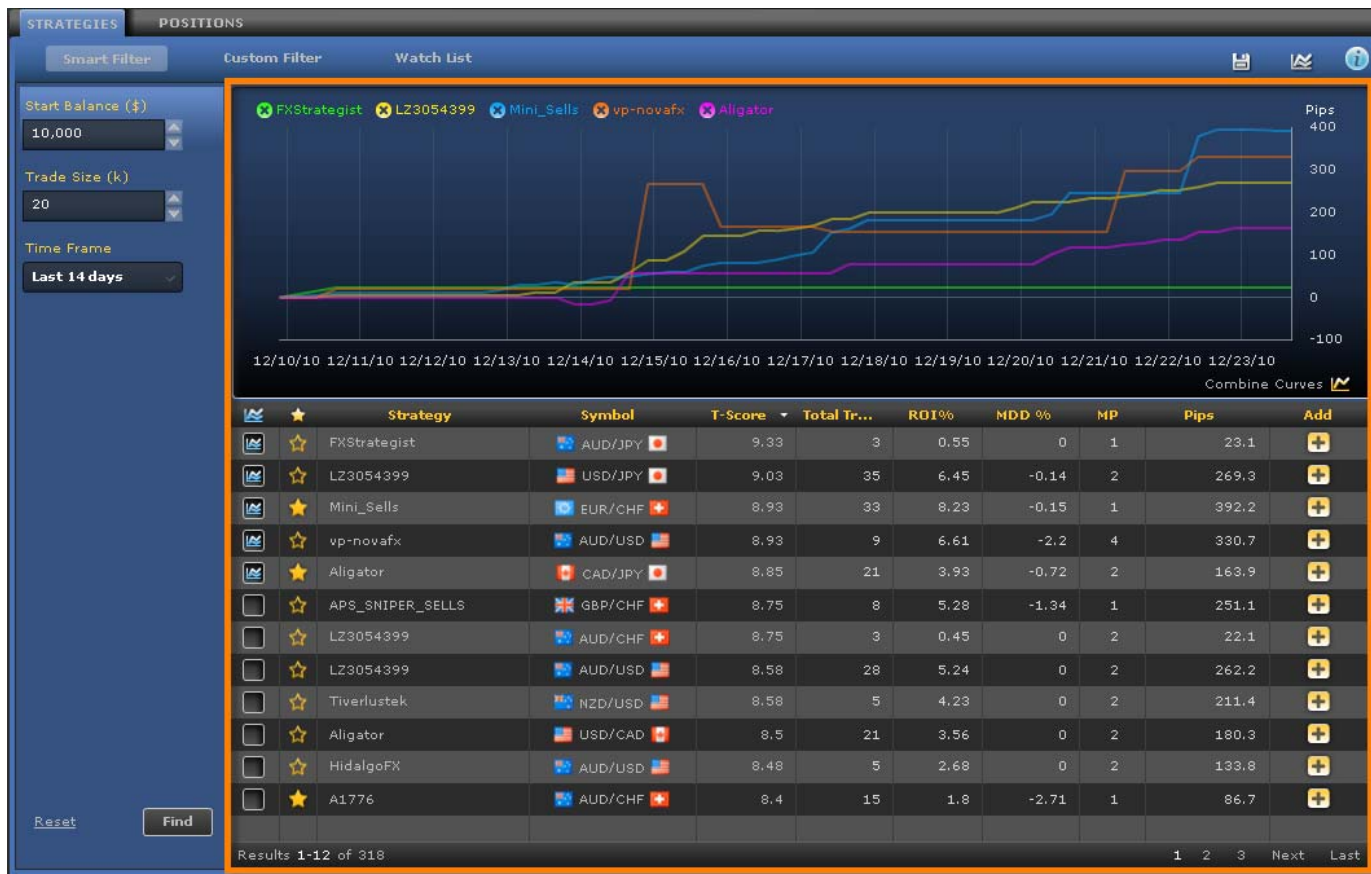 STRATEGIES POSITIONS
Smart Filter Custom Filter Watch List
Start Balance ($)
10,000
Trade Size (k)
20
Time Frame
Last 14 days
Reset Find
FXStrategist LZ3054399 Mini_Sells vp-novafx Aligator
Pips
400
300
200
100
0
-100
12/10/10 12/11/10 12/12/10 12/13/10 12/14/10 12/15/10 12/16/10 12/17/10 12/18/10 12/19/10 12/20/10 12/21/10 12/22/10 12/23/10
Combine Curves
Strategy Symbol T-Score Total Tr... ROI% MDD % MP Pips Add
FXStrategist AUD/JPY 9.33 3 0.55 0 1 23.1
LZ3054399 USD/JPY 9.03 35 6.45 -0.14 2 269.3
Mini_Sells EUR/CHF 8.93 33 8.23 -0.15 1 392.2
vp-novafx AUD/USD 8.93 9 6.61 -2.2 4 330.7
Aligator CAD/JPY 8.85 21 3.93 -0.72 2 163.9
APS_SNIPER_SELLS GBP/CHF 8.75 8 5.28 -1.34 1 251.1
LZ3054399 AUD/CHF 8.75 3 0.45 0 2 22.1
LZ3054399 AUD/USD 8.58 28 5.24 0 2 262.2
Tiverlustek NZD/USD 8.58 5 4.23 0 2 211.4
Aligator USD/CAD 8.5 21 3.56 0 2 180.3
HidalgoFX AUD/USD 8.48 5 2.68 0 2 133.8
A1776 AUD/CHF 8.4 15 1.8 -2.71 1 86.7
Results 1-12 of 318 1 2 3 Next Last